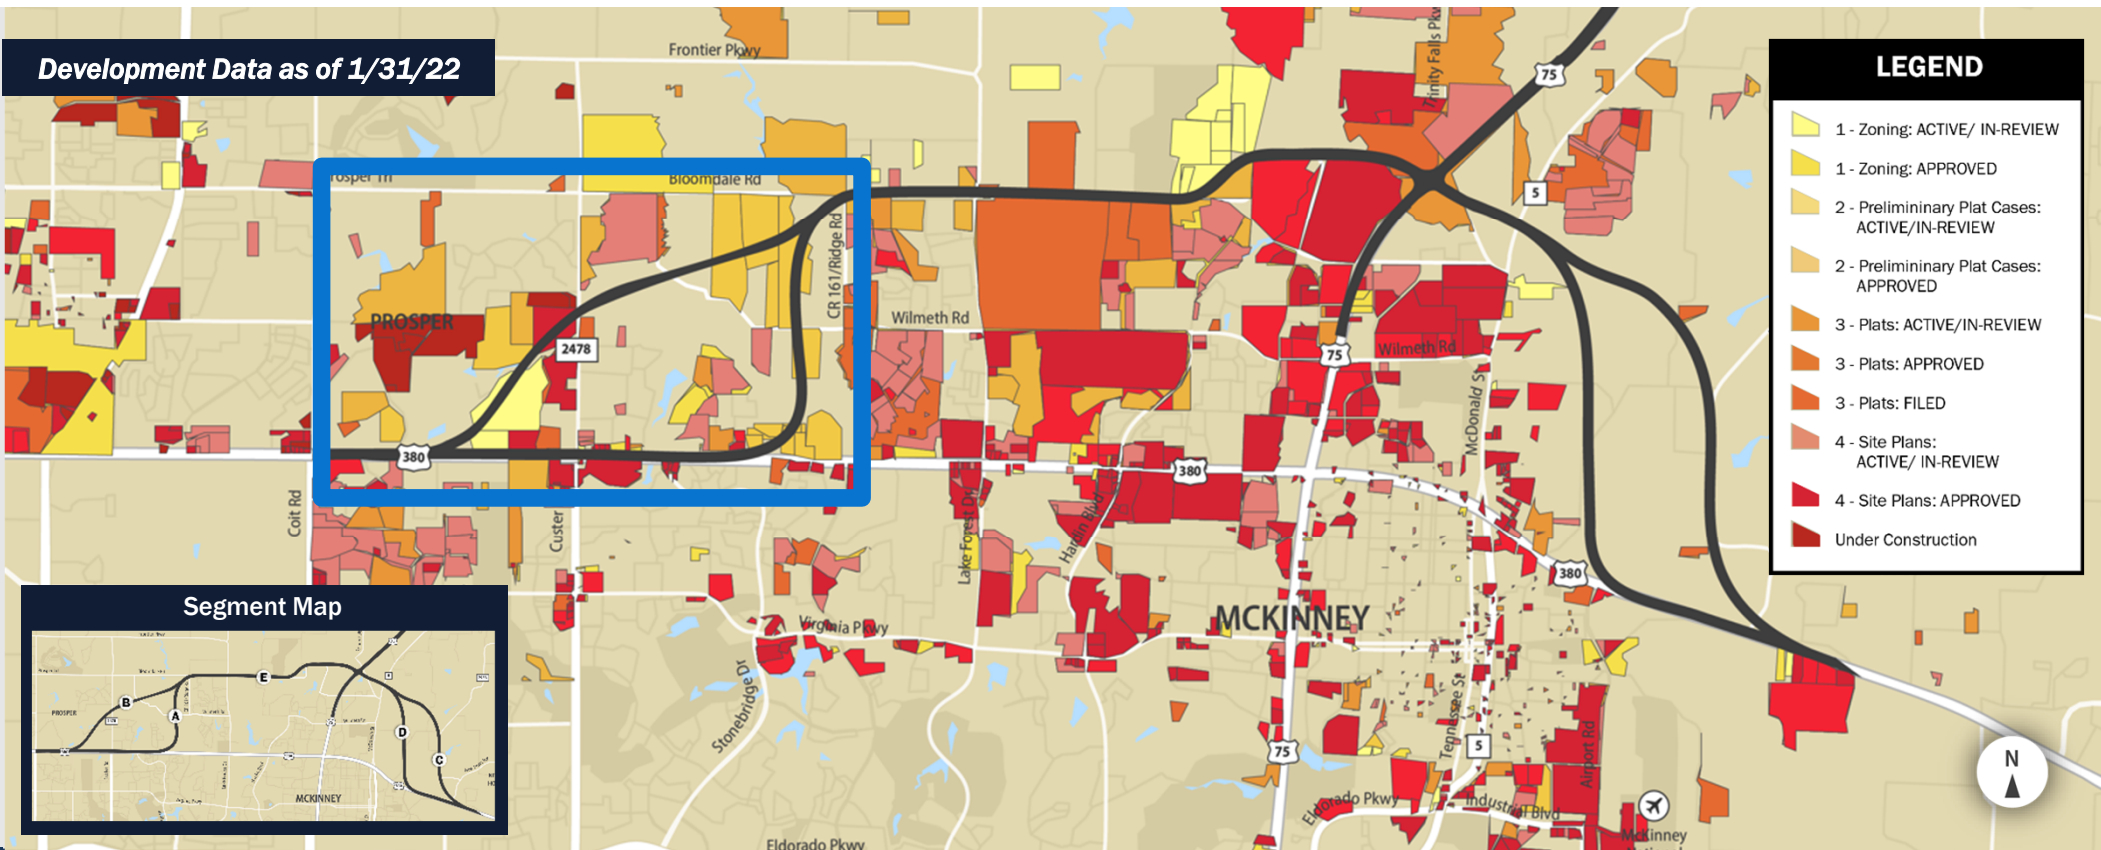 Development Data as of 1/31/22
Frontier Pkwy
Trinity Falls Pkwy
75
LEGEND
1 - Zoning: ACTIVE/ IN-REVIEW
1 - Zoning: APPROVED
2 - Prelimininary Plat Cases:
ACTIVE/IN-REVIEW
2 - Prelimininary Plat Cases:
APPROVED
3 - Plats: ACTIVE/IN-REVIEW
3 - Plats: APPROVED
3 - Plats: FILED
4 - Site Plans:
ACTIVE/ IN-REVIEW
4 - Site Plans: APPROVED
Under Construction
Bloomdale Rd
5
CR 161/Ridge Rd
PROSPER
Wilmeth Rd
2478
75
Wilmeth Rd
McDonald St
380
380
Coit Rd
Custer
Lake Forest Dr
Hardin Blvd
380
MCKINNEY
Virginia Pkwy
Stonebridge Dr
Tennessee St
75
5
Airport Rd
Eldorado Pkwy
Industrial Blvd
McKinney
Eldorado Pkwy
N
Segment Map
B
E
A
D
C
PROSPER
MCKINNEY